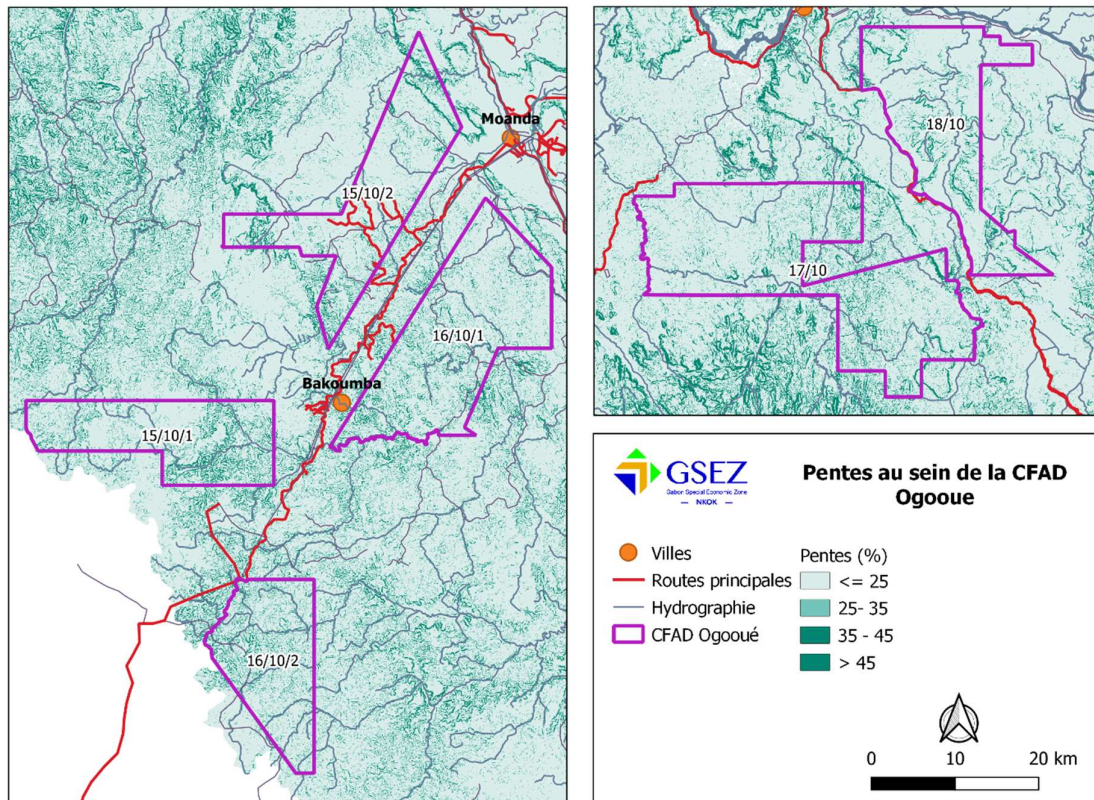 Moanda
15/10/2
16/10/1
Bakoumba
15/10/1
16/10/2
18/10
17/10
GSEZ
Gabon Special Economic Zone
— NKOK —
Pentes au sein de la CFAD
Ogooue
Villes
Routes principales
Hydrographie
CFAD Ogooué
Pentes (%)
<= 25
25- 35
35 - 45
> 45
0 10 20 km